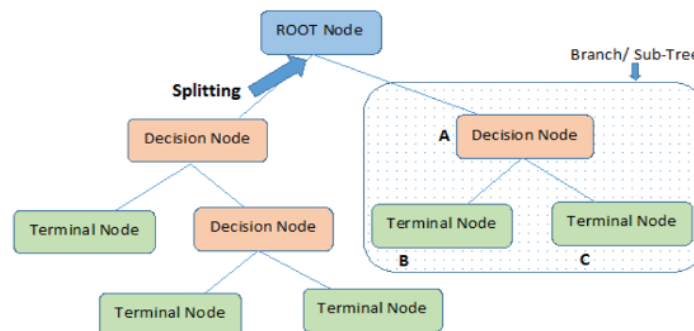 ROOT Node
Branch/ Sub-Tree
Splitting
Decision Node
A
Decision Node
Terminal Node
Decision Node
Terminal Node
Terminal Node
B
C
Terminal Node
Terminal Node